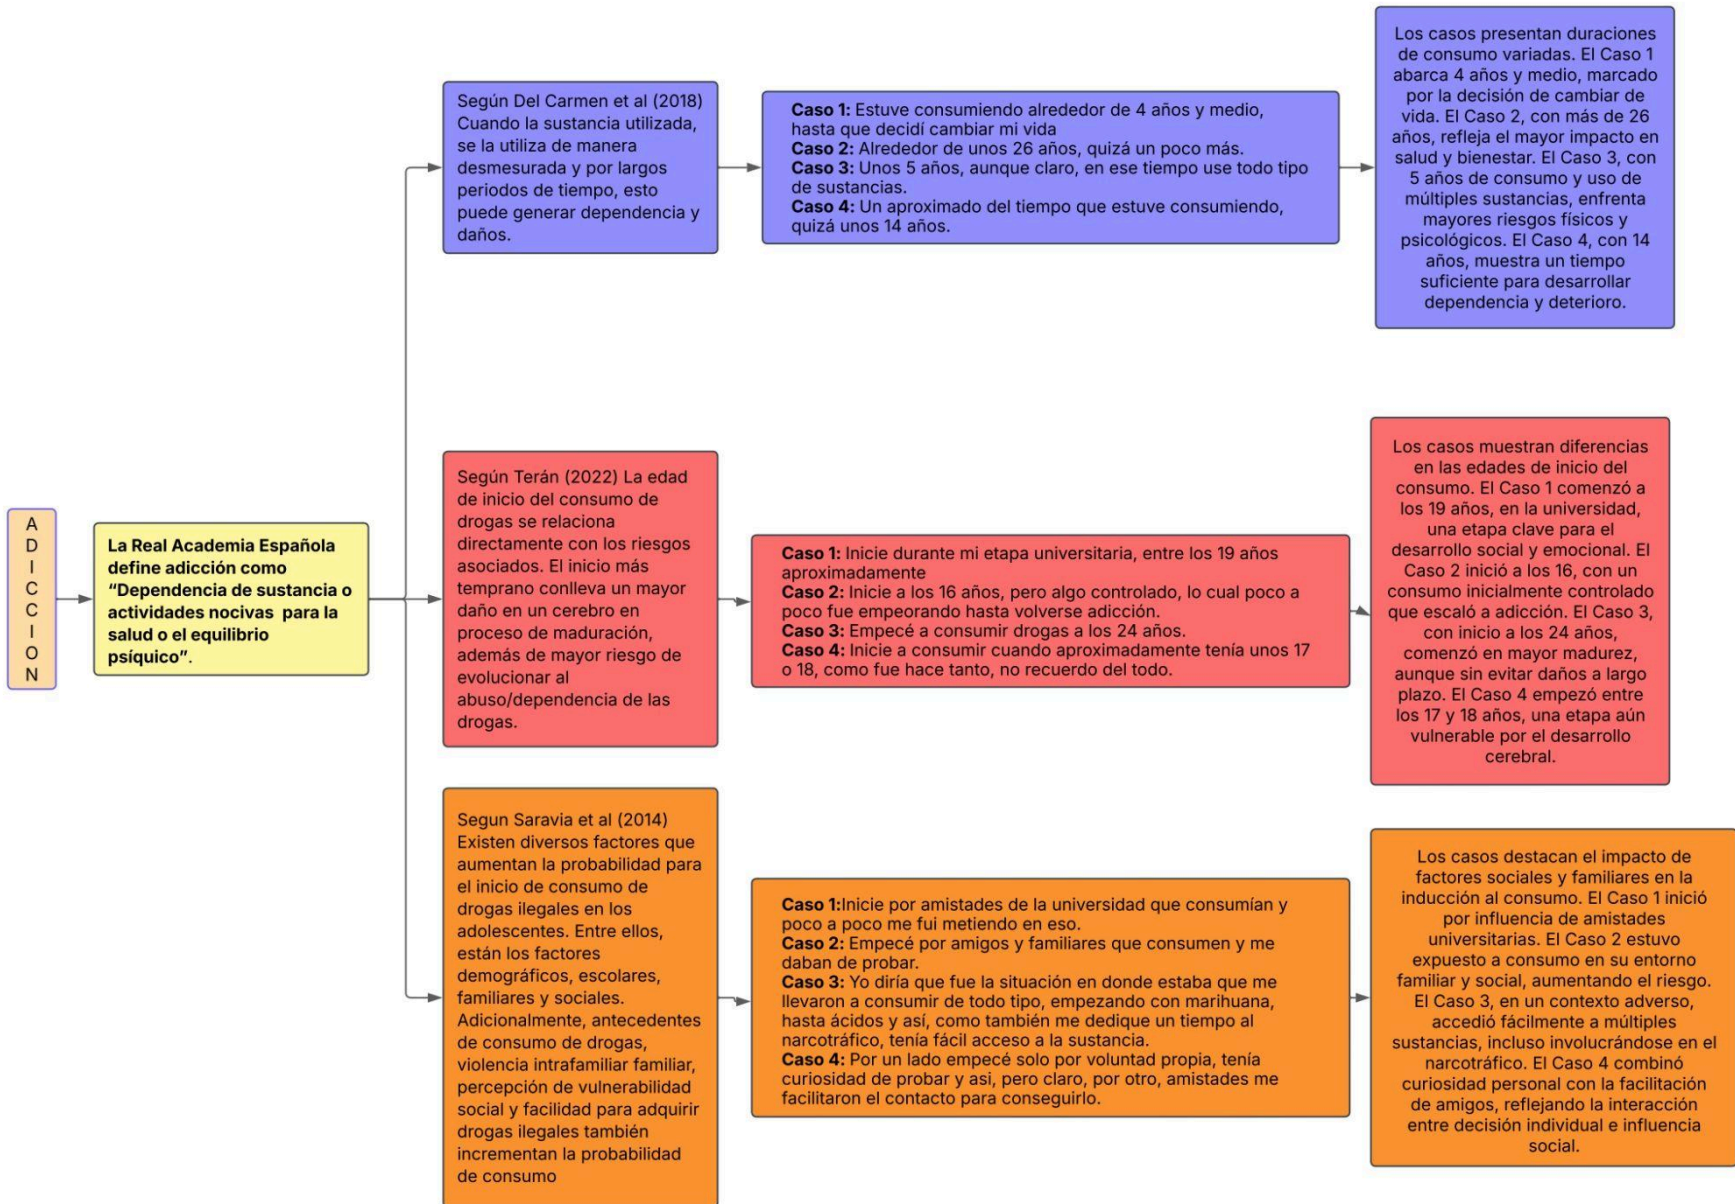 A
D
I
C
C
I
O
N
La Real Academia Española
define adicción como
“Dependencia de sustancia o
actividades nocivas para la
salud o el equilibrio
psíquico”.
Según Del Carmen et al (2018)
Cuando la sustancia utilizada,
se la utiliza de manera
desmesurada y por largos
periodos de tiempo, esto
puede generar dependencia y
daños.
Caso 1: Estuve consumiendo alrededor de 4 años y medio,
hasta que decidí cambiar mi vida
Caso 2: Alrededor de unos 26 años, quizá un poco más.
Caso 3: Unos 5 años, aunque claro, en ese tiempo use todo tipo
de sustancias.
Caso 4: Un aproximado del tiempo que estuve consumiendo,
quizá unos 14 años.
Los casos presentan duraciones
de consumo variadas. El Caso 1
abarca 4 años y medio, marcado
por la decisión de cambiar de
vida. El Caso 2, con más de 26
años, refleja el mayor impacto en
salud y bienestar. El Caso 3, con
5 años de consumo y uso de
múltiples sustancias, enfrenta
mayores riesgos físicos y
psicológicos. El Caso 4, con 14
años, muestra un tiempo
suficiente para desarrollar
dependencia y deterioro.
Según Terán (2022) La edad
de inicio del consumo de
drogas se relaciona
directamente con los riesgos
asociados. El inicio más
temprano conlleva un mayor
daño en un cerebro en
proceso de maduración,
además de mayor riesgo de
evolucionar al
abuso/dependencia de las
drogas.
Caso 1: Inicie durante mi etapa universitaria, entre los 19 años
aproximadamente
Caso 2: Inicie a los 16 años, pero algo controlado, lo cual poco a
poco fue empeorando hasta volverse adicción.
Caso 3: Empecé a consumir drogas a los 24 años.
Caso 4: Inicie a consumir cuando aproximadamente tenía unos 17
o 18, como fue hace tanto, no recuerdo del todo.
Los casos muestran diferencias
en las edades de inicio del
consumo. El Caso 1 comenzó a
los 19 años, en la universidad,
una etapa clave para el
desarrollo social y emocional. El
Caso 2 inició a los 16, con un
consumo inicialmente controlado
que escaló a adicción. El Caso 3,
con inicio a los 24 años,
comenzó en mayor madurez,
aunque sin evitar daños a largo
plazo. El Caso 4 empezó entre
los 17 y 18 años, una etapa aún
vulnerable por el desarrollo
cerebral.
Segun Saravia et al (2014)
Existen diversos factores que
aumentan la probabilidad para
el inicio de consumo de
drogas ilegales en los
adolescentes. Entre ellos,
están los factores
demográficos, escolares,
familiares y sociales.
Adicionalmente, antecedentes
de consumo de drogas,
violencia intrafamiliar familiar,
percepción de vulnerabilidad
social y facilidad para adquirir
drogas ilegales también
incrementan la probabilidad
de consumo
Caso 1:Inicie por amistades de la universidad que consumían y
poco a poco me fui metiendo en eso.
Caso 2: Empecé por amigos y familiares que consumen y me
daban de probar.
Caso 3: Yo diría que fue la situación en donde estaba que me
llevaron a consumir de todo tipo, empezando con marihuana,
hasta ácidos y así, como también me dedique un tiempo al
narcotráfico, tenía fácil acceso a la sustancia.
Caso 4: Por un lado empecé solo por voluntad propia, tenía
curiosidad de probar y asi, pero claro, por otro, amistades me
facilitaron el contacto para conseguirlo.
Los casos destacan el impacto de
factores sociales y familiares en la
inducción al consumo. El Caso 1 inició
por influencia de amistades
universitarias. El Caso 2 estuvo
expuesto a consumo en su entorno
familiar y social, aumentando el riesgo.
El Caso 3, en un contexto adverso,
accedió fácilmente a múltiples
sustancias, incluso involucrándose en el
narcotráfico. El Caso 4 combinó
curiosidad personal con la facilitación
de amigos, reflejando la interacción
entre decisión individual e influencia
social.